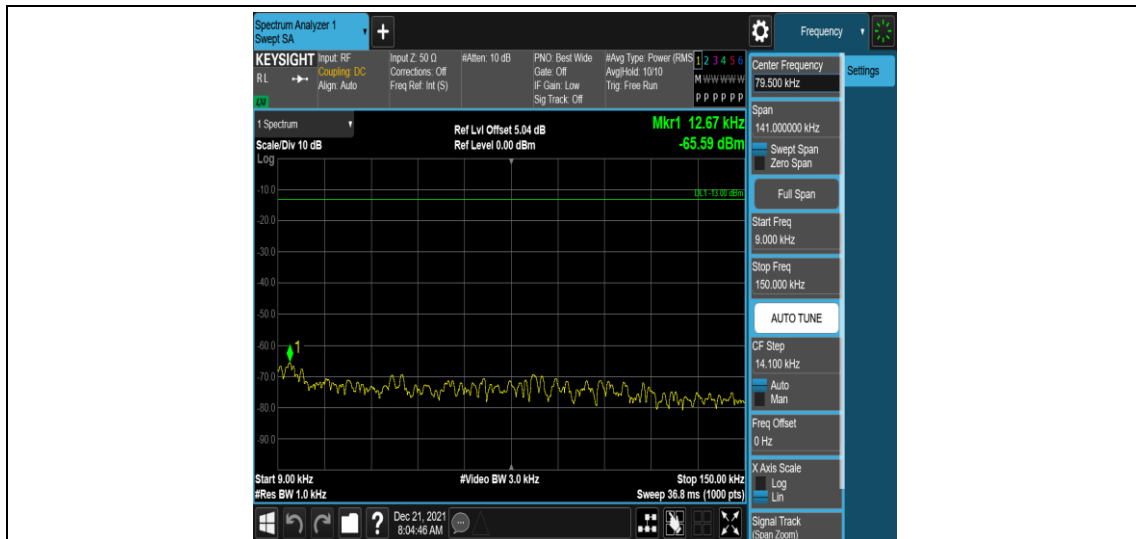 Spectrum Analyzer 1
Swept SA
+
Frequency
KEYSIGHT
RL
LXI
Input: RF
Coupling: DC
Align: Auto
Input Z: 50 Ω
Corrections: Off
Freq Ref: Int (S)
#Atten: 10 dB
PNO: Best Wide
Gate: Off
IF Gain: Low
Sig Track: Off
#Avg Type: Power (RMS
Avg|Hold: 10/10
Trig: Free Run
1 2 3 4 5 6
M W W W W W
P P P P P P
1 Spectrum
Scale/Div 10 dB
Log
Ref Lvl Offset 5.04 dB
Ref Level 0.00 dBm
Mkr1 12.67 kHz
-65.59 dBm
DL1 -13.00 dBm
-10.0
-20.0
-30.0
-40.0
-50.0
-60.0
1
-70.0
-80.0
-90.0
Start 9.00 kHz
#Res BW 1.0 kHz
#Video BW 3.0 kHz
Stop 150.00 kHz
Sweep 36.8 ms (1000 pts)
?
Dec 21, 2021
8:04:46 AM
Center Frequency
79.500 kHz
Settings
Span
141.000000 kHz
Swept Span
Zero Span
Full Span
Start Freq
9.000 kHz
Stop Freq
150.000 kHz
AUTO TUNE
CF Step
14.100 kHz
Auto
Man
Freq Offset
0 Hz
X Axis Scale
Log
Lin
Signal Track
(Span Zoom)